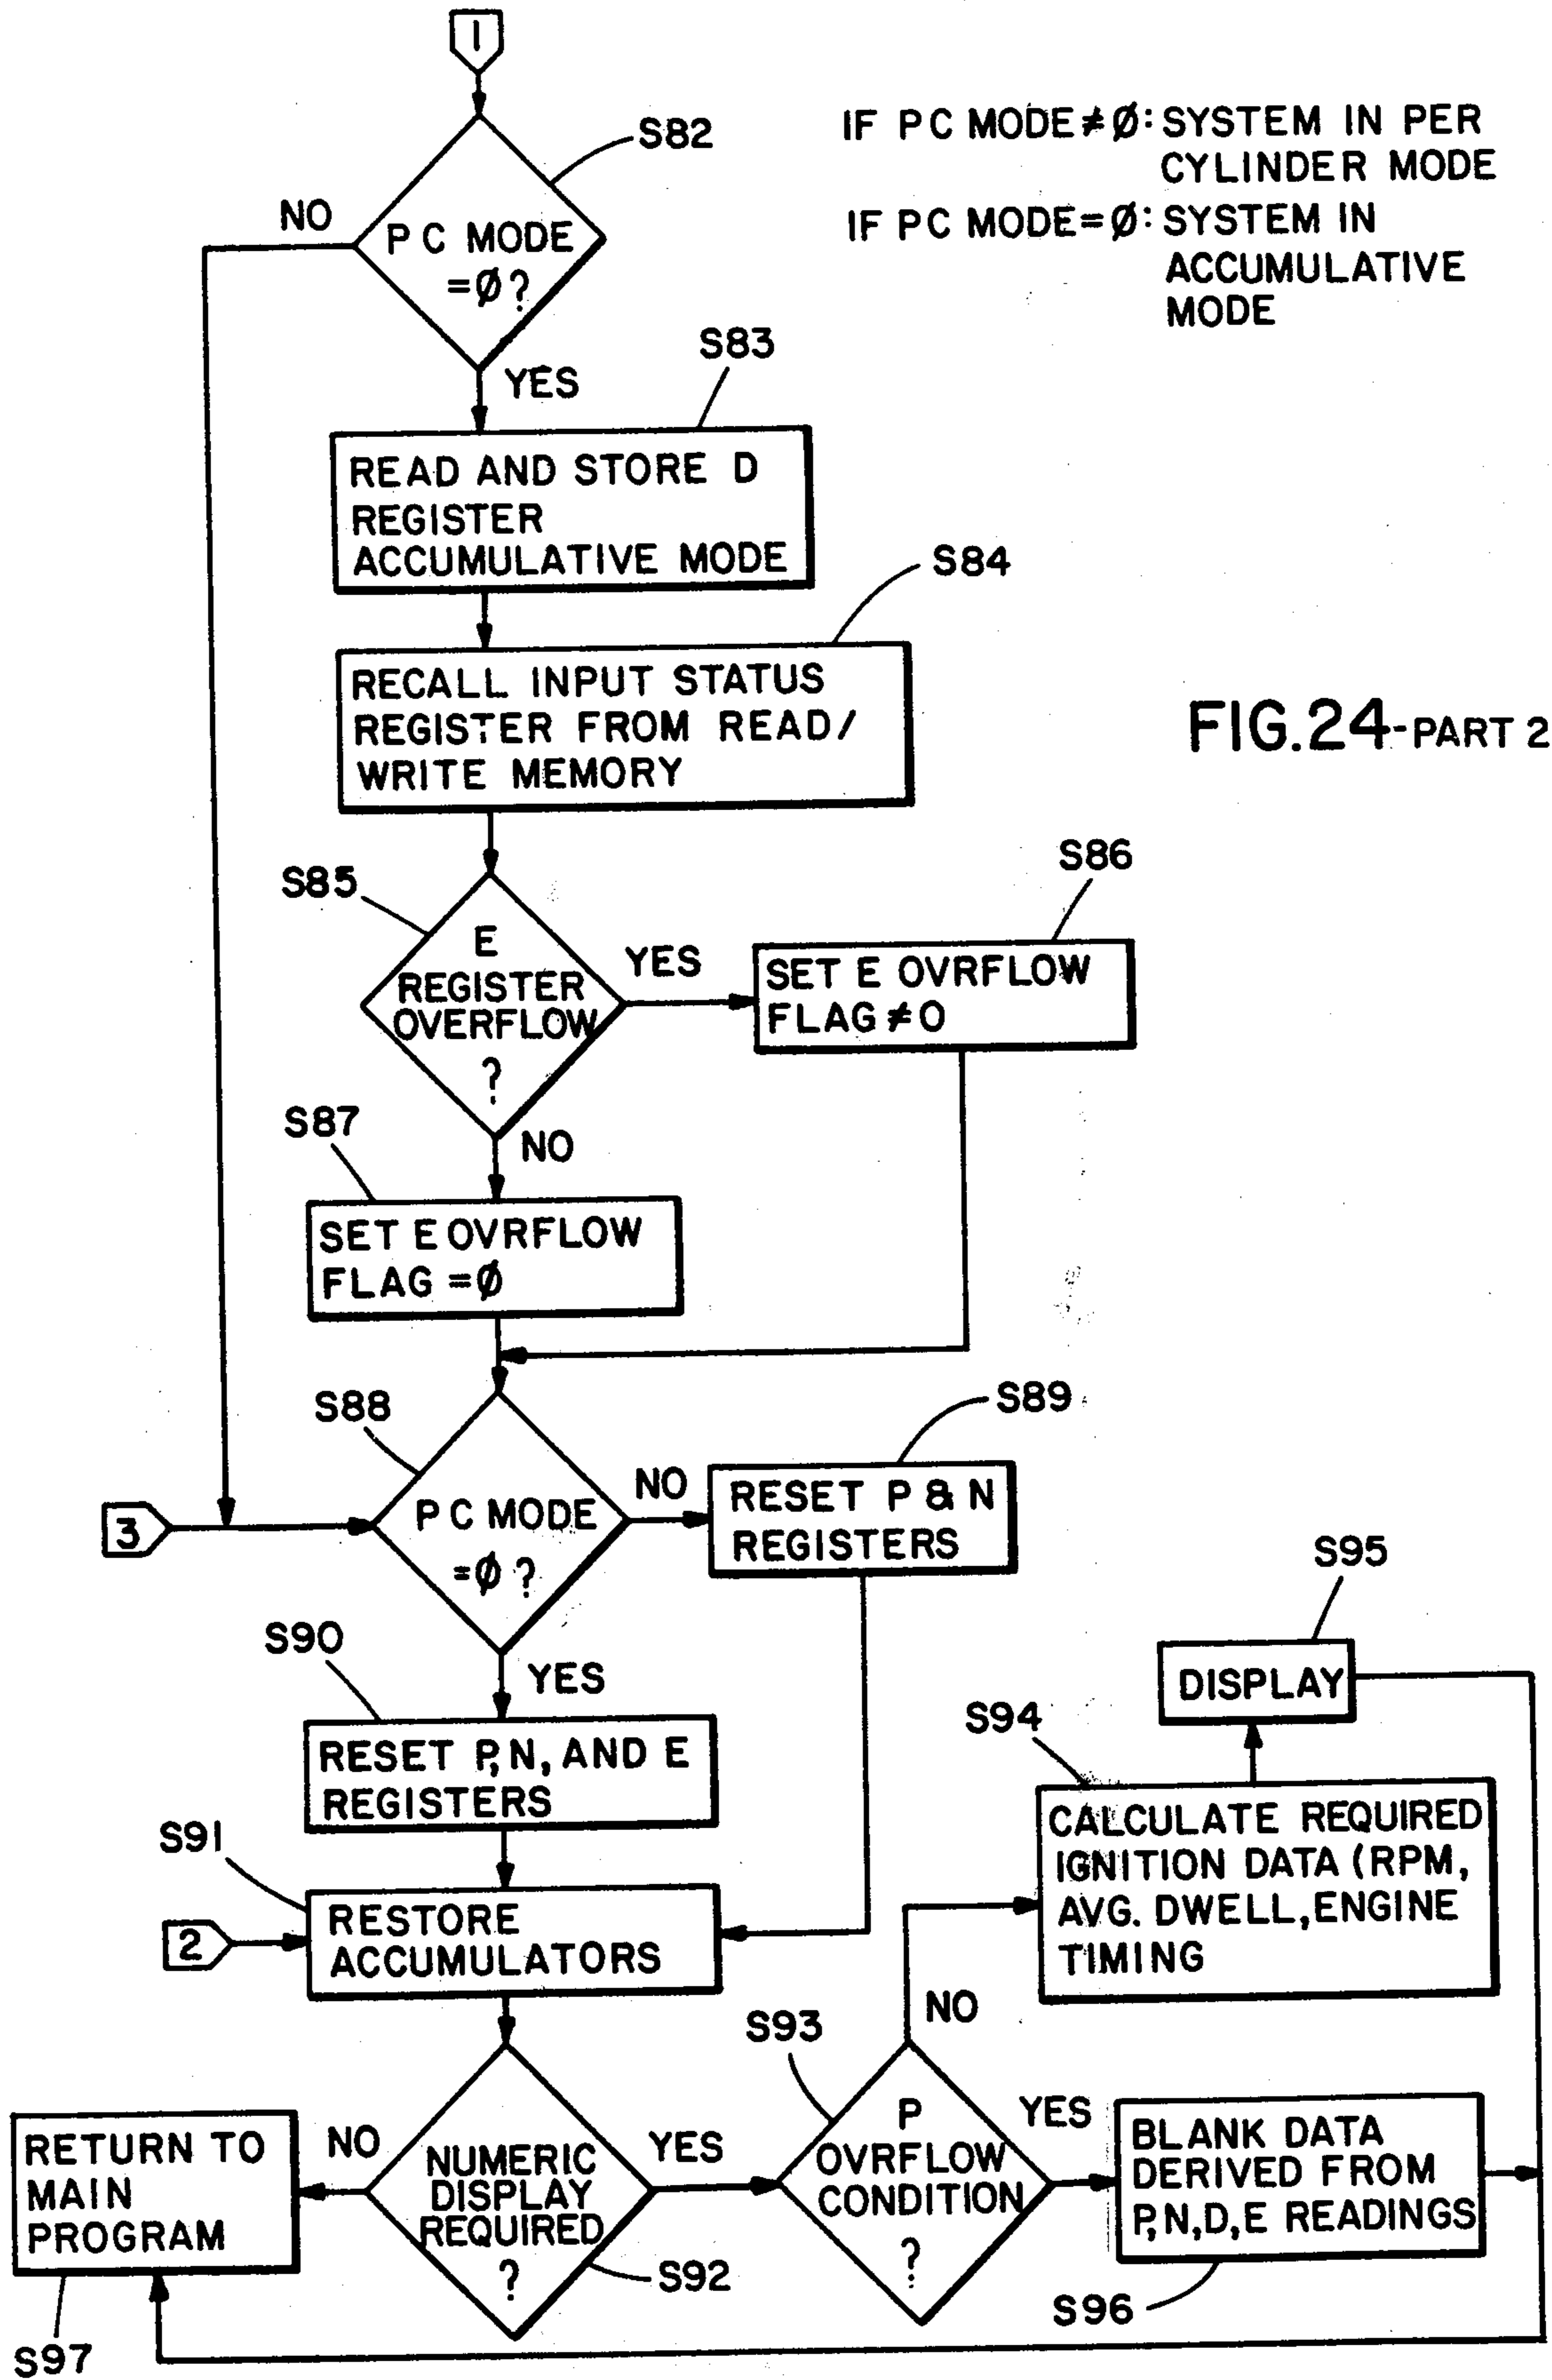 1
S82
IF PC MODE≠Ø: SYSTEM IN PER
CYLINDER MODE
IF PC MODE=Ø: SYSTEM IN
ACCUMULATIVE
MODE
NO
PC MODE
=Ø?
YES
S83
READ AND STORE D
REGISTER
ACCUMULATIVE MODE
S84
RECALL INPUT STATUS
REGISTER FROM READ/
WRITE MEMORY
FIG.24-PART 2
S85
E
REGISTER
OVERFLOW
?
YES
S86
SET E OVRFLOW
FLAG ≠ 0
NO
S87
SET E OVRFLOW
FLAG =Ø
S88
3
PC MODE
=Ø ?
NO
S89
RESET P & N
REGISTERS
YES
S90
RESET P,N, AND E
REGISTERS
S91
2
RESTORE
ACCUMULATORS
S95
DISPLAY
S94
CALCULATE REQUIRED
IGNITION DATA (RPM,
AVG. DWELL, ENGINE
TIMING
NO
S93
P
OVRFLOW
CONDITION
?
YES
BLANK DATA
DERIVED FROM
P,N,D,E READINGS
S96
NUMERIC
DISPLAY
REQUIRED
?
YES
S92
NO
RETURN TO
MAIN
PROGRAM
S97